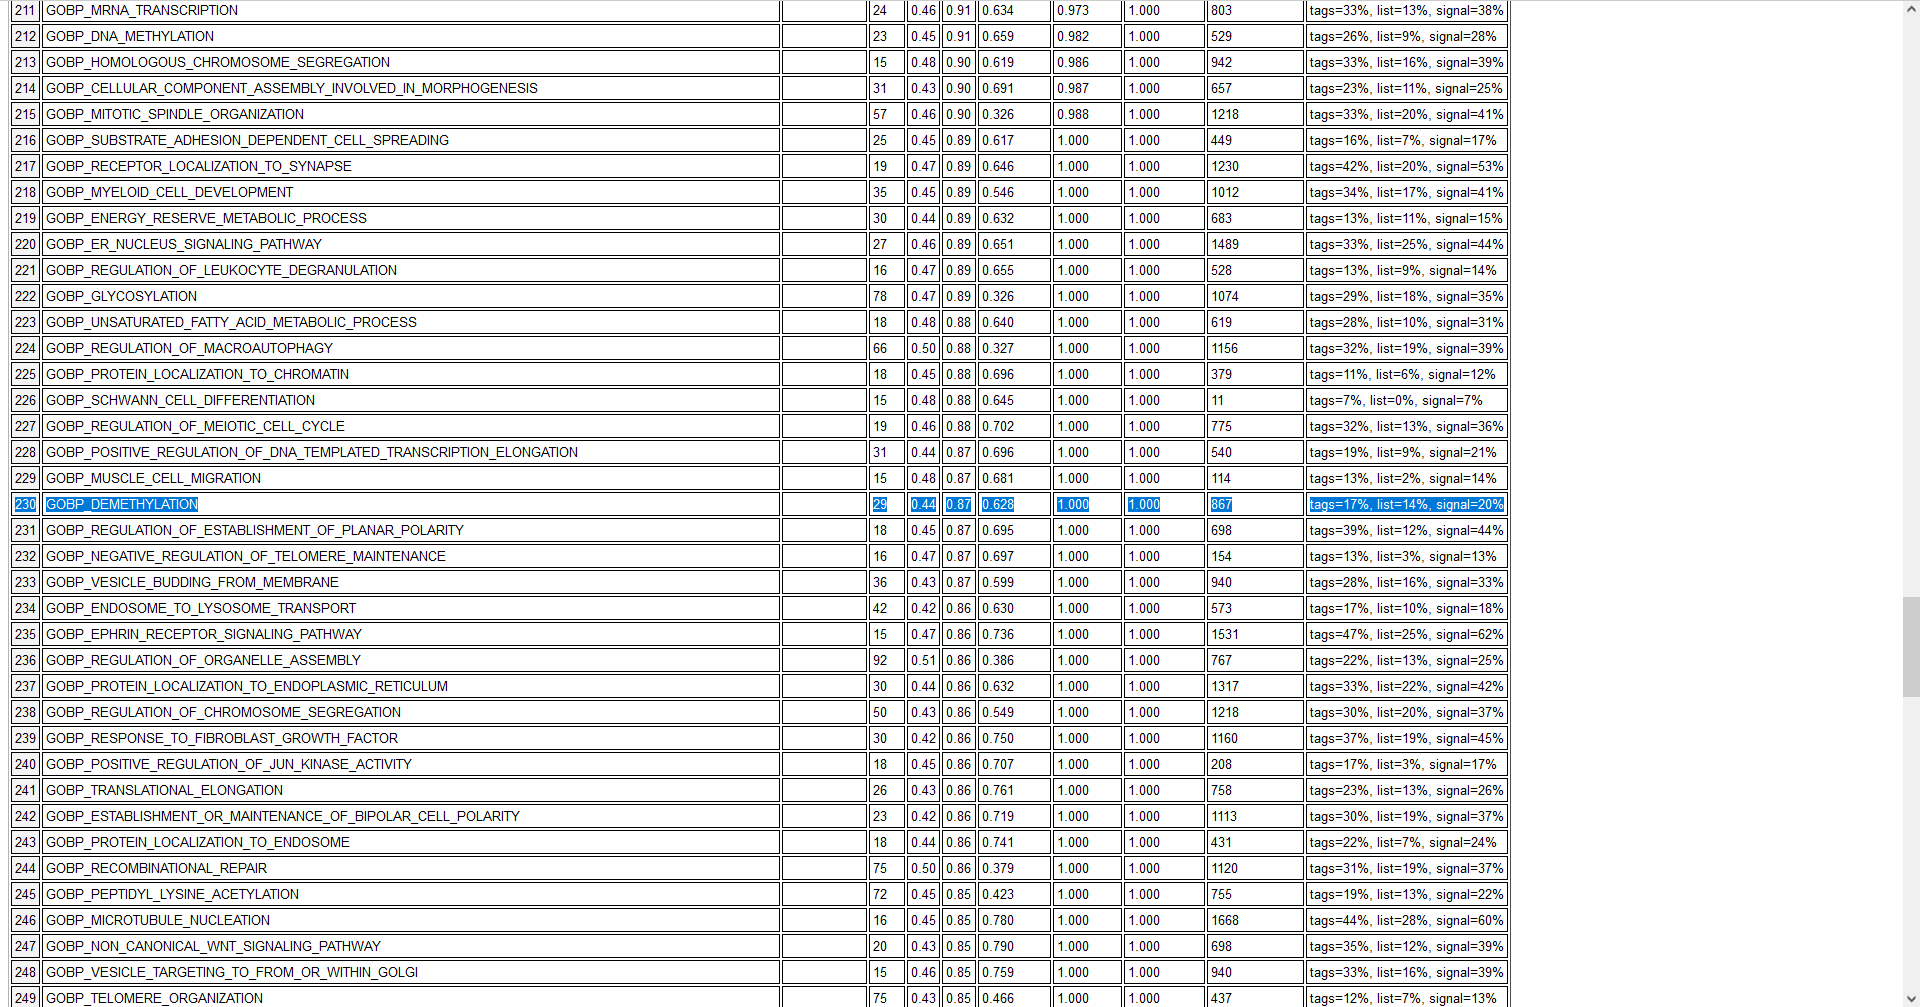 211 GOBP_MRNA_TRANSCRIPTION 24 0.46 0.91 0.634 0.973 1.000 803 tags=33%, list=13%, signal=38%
212 GOBP_DNA_METHYLATION 23 0.45 0.91 0.659 0.982 1.000 529 tags=26%, list=9%, signal=28%
213 GOBP_HOMOLOGOUS_CHROMOSOME_SEGREGATION 15 0.48 0.90 0.619 0.986 1.000 942 tags=33%, list=16%, signal=39%
214 GOBP_CELLULAR_COMPONENT_ASSEMBLY_INVOLVED_IN_MORPHOGENESIS 31 0.43 0.90 0.691 0.987 1.000 657 tags=23%, list=11%, signal=25%
215 GOBP_MITOTIC_SPINDLE_ORGANIZATION 57 0.46 0.90 0.326 0.988 1.000 1218 tags=33%, list=20%, signal=41%
216 GOBP_SUBSTRATE_ADHESION_DEPENDENT_CELL_SPREADING 25 0.45 0.89 0.617 1.000 1.000 449 tags=16%, list=7%, signal=17%
217 GOBP_RECEPTOR_LOCALIZATION_TO_SYNAPSE 19 0.47 0.89 0.646 1.000 1.000 1230 tags=42%, list=20%, signal=53%
218 GOBP_MYELOID_CELL_DEVELOPMENT 35 0.45 0.89 0.546 1.000 1.000 1012 tags=34%, list=17%, signal=41%
219 GOBP_ENERGY_RESERVE_METABOLIC_PROCESS 30 0.44 0.89 0.632 1.000 1.000 683 tags=13%, list=11%, signal=15%
220 GOBP_ER_NUCLEUS_SIGNALING_PATHWAY 27 0.46 0.89 0.651 1.000 1.000 1489 tags=33%, list=25%, signal=44%
221 GOBP_REGULATION_OF_LEUKOCYTE_DEGRANULATION 16 0.47 0.89 0.655 1.000 1.000 528 tags=13%, list=9%, signal=14%
222 GOBP_GLYCOSYLATION 78 0.47 0.89 0.326 1.000 1.000 1074 tags=29%, list=18%, signal=35%
223 GOBP_UNSATURATED_FATTY_ACID_METABOLIC_PROCESS 18 0.48 0.88 0.640 1.000 1.000 619 tags=28%, list=10%, signal=31%
224 GOBP_REGULATION_OF_MACROAUTOPHAGY 66 0.50 0.88 0.327 1.000 1.000 1156 tags=32%, list=19%, signal=39%
225 GOBP_PROTEIN_LOCALIZATION_TO_CHROMATIN 18 0.45 0.88 0.696 1.000 1.000 379 tags=11%, list=6%, signal=12%
226 GOBP_SCHWANN_CELL_DIFFERENTIATION 15 0.48 0.88 0.645 1.000 1.000 11 tags=7%, list=0%, signal=7%
227 GOBP_REGULATION_OF_MEIOTIC_CELL_CYCLE 19 0.46 0.88 0.702 1.000 1.000 775 tags=32%, list=13%, signal=36%
228 GOBP_POSITIVE_REGULATION_OF_DNA_TEMPLATED_TRANSCRIPTION_ELONGATION 31 0.44 0.87 0.696 1.000 1.000 540 tags=19%, list=9%, signal=21%
229 GOBP_MUSCLE_CELL_MIGRATION 15 0.48 0.87 0.681 1.000 1.000 114 tags=13%, list=2%, signal=14%
230 GOBP_DEMETHYLATION 29 0.44 0.87 0.628 1.000 1.000 867 tags=17%, list=14%, signal=20%
231 GOBP_REGULATION_OF_ESTABLISHMENT_OF_PLANAR_POLARITY 18 0.45 0.87 0.695 1.000 1.000 698 tags=39%, list=12%, signal=44%
232 GOBP_NEGATIVE_REGULATION_OF_TELOMERE_MAINTENANCE 16 0.47 0.87 0.697 1.000 1.000 154 tags=13%, list=3%, signal=13%
233 GOBP_VESICLE_BUDDING_FROM_MEMBRANE 36 0.43 0.87 0.599 1.000 1.000 940 tags=28%, list=16%, signal=33%
234 GOBP_ENDOSOME_TO_LYSOSOME_TRANSPORT 42 0.42 0.86 0.630 1.000 1.000 573 tags=17%, list=10%, signal=18%
235 GOBP_EPHRIN_RECEPTOR_SIGNALING_PATHWAY 15 0.47 0.86 0.736 1.000 1.000 1531 tags=47%, list=25%, signal=62%
236 GOBP_REGULATION_OF_ORGANELLE_ASSEMBLY 92 0.51 0.86 0.386 1.000 1.000 767 tags=22%, list=13%, signal=25%
237 GOBP_PROTEIN_LOCALIZATION_TO_ENDOPLASMIC_RETICULUM 30 0.44 0.86 0.632 1.000 1.000 1317 tags=33%, list=22%, signal=42%
238 GOBP_REGULATION_OF_CHROMOSOME_SEGREGATION 50 0.43 0.86 0.549 1.000 1.000 1218 tags=30%, list=20%, signal=37%
239 GOBP_RESPONSE_TO_FIBROBLAST_GROWTH_FACTOR 30 0.42 0.86 0.750 1.000 1.000 1160 tags=37%, list=19%, signal=45%
240 GOBP_POSITIVE_REGULATION_OF_JUN_KINASE_ACTIVITY 18 0.45 0.86 0.707 1.000 1.000 208 tags=17%, list=3%, signal=17%
241 GOBP_TRANSLATIONAL_ELONGATION 26 0.43 0.86 0.761 1.000 1.000 758 tags=23%, list=13%, signal=26%
242 GOBP_ESTABLISHMENT_OR_MAINTENANCE_OF_BIPOLAR_CELL_POLARITY 23 0.42 0.86 0.719 1.000 1.000 1113 tags=30%, list=19%, signal=37%
243 GOBP_PROTEIN_LOCALIZATION_TO_ENDOSOME 18 0.44 0.86 0.741 1.000 1.000 431 tags=22%, list=7%, signal=24%
244 GOBP_RECOMBINATIONAL_REPAIR 75 0.50 0.86 0.379 1.000 1.000 1120 tags=31%, list=19%, signal=37%
245 GOBP_PEPTIDYL_LYSINE_ACETYLATION 72 0.45 0.85 0.423 1.000 1.000 755 tags=19%, list=13%, signal=22%
246 GOBP_MICROTUBULE_NUCLEATION 16 0.45 0.85 0.780 1.000 1.000 1668 tags=44%, list=28%, signal=60%
247 GOBP_NON_CANONICAL_WNT_SIGNALING_PATHWAY 20 0.43 0.85 0.790 1.000 1.000 698 tags=35%, list=12%, signal=39%
248 GOBP_VESICLE_TARGETING_TO_FROM_OR_WITHIN_GOLGI 15 0.46 0.85 0.759 1.000 1.000 940 tags=33%, list=16%, signal=39%
249 GOBP_TELOMERE_ORGANIZATION 75 0.43 0.85 0.466 1.000 1.000 437 tags=12%, list=7%, signal=13%